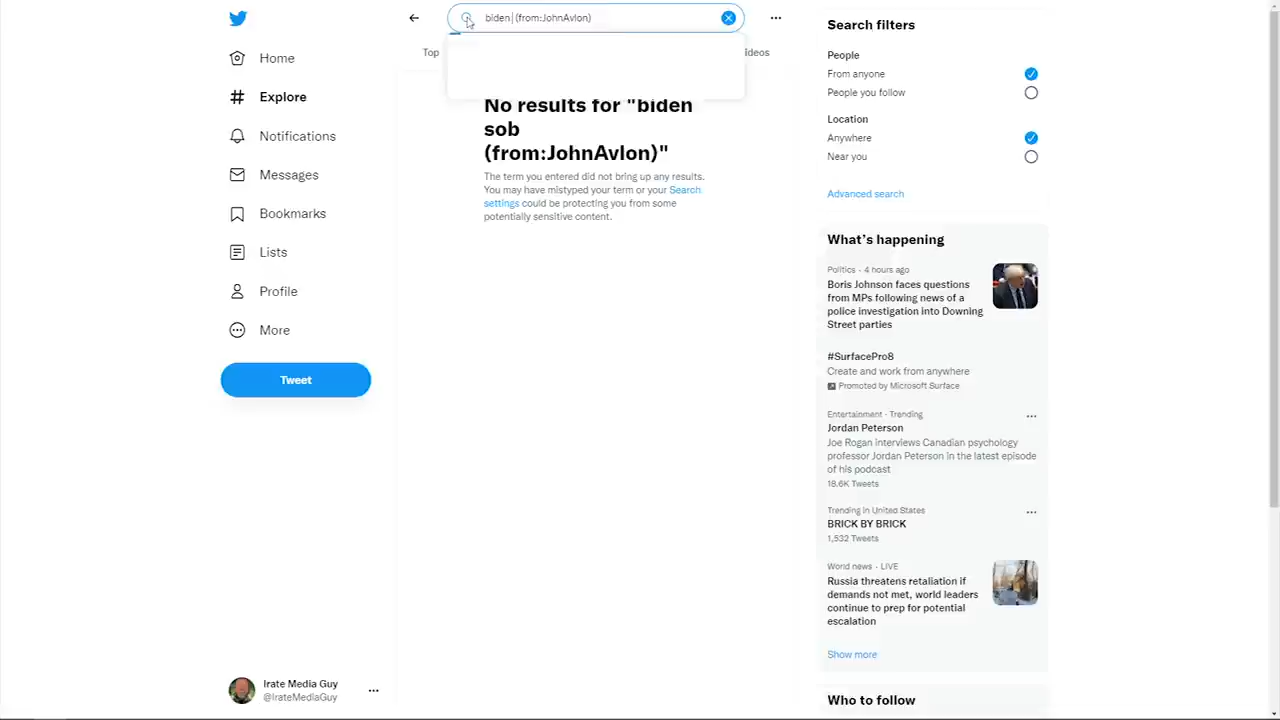 biden (from:JohnAvlon)
Top
ideos
No results for "biden
sob
(from:JohnAvlon)"
The term you entered did not bring up any results.
You may have mistyped your term or your Search
settings could be protecting you from some
potentially sensitive content.
Home
Explore
Notifications
Messages
Bookmarks
Lists
Profile
More
Tweet
Irate Media Guy
@IrateMediaGuy
Search filters
People
From anyone
People you follow
Location
Anywhere
Near you
Advanced search
What's happening
Politics · 4 hours ago
Boris Johnson faces questions
from MPs following news of a
police investigation into Downing
Street parties
#SurfacePro8
Create and work from anywhere
Promoted by Microsoft Surface
Entertainment · Trending
Jordan Peterson
Joe Rogan interviews Canadian psychology
professor Jordan Peterson in the latest episode
of his podcast
18.6K Tweets
Trending in United States
BRICK BY BRICK
1,532 Tweets
World news · LIVE
Russia threatens retaliation if
demands not met, world leaders
continue to prep for potential
escalation
Show more
Who to follow